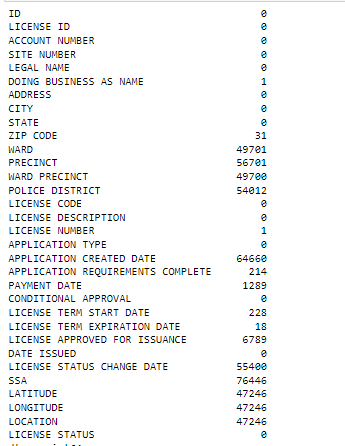 ID 0
LICENSE ID 0
ACCOUNT NUMBER 0
SITE NUMBER 0
LEGAL NAME 0
DOING BUSINESS AS NAME 1
ADDRESS 0
CITY 0
STATE 0
ZIP CODE 31
WARD 49701
PRECINCT 56701
WARD PRECINCT 49700
POLICE DISTRICT 54012
LICENSE CODE 0
LICENSE DESCRIPTION 0
LICENSE NUMBER 1
APPLICATION TYPE 0
APPLICATION CREATED DATE 64660
APPLICATION REQUIREMENTS COMPLETE 214
PAYMENT DATE 1289
CONDITIONAL APPROVAL 0
LICENSE TERM START DATE 228
LICENSE TERM EXPIRATION DATE 18
LICENSE APPROVED FOR ISSUANCE 6789
DATE ISSUED 0
LICENSE STATUS CHANGE DATE 55400
SSA 76446
LATITUDE 47246
LONGITUDE 47246
LOCATION 47246
LICENSE STATUS 0